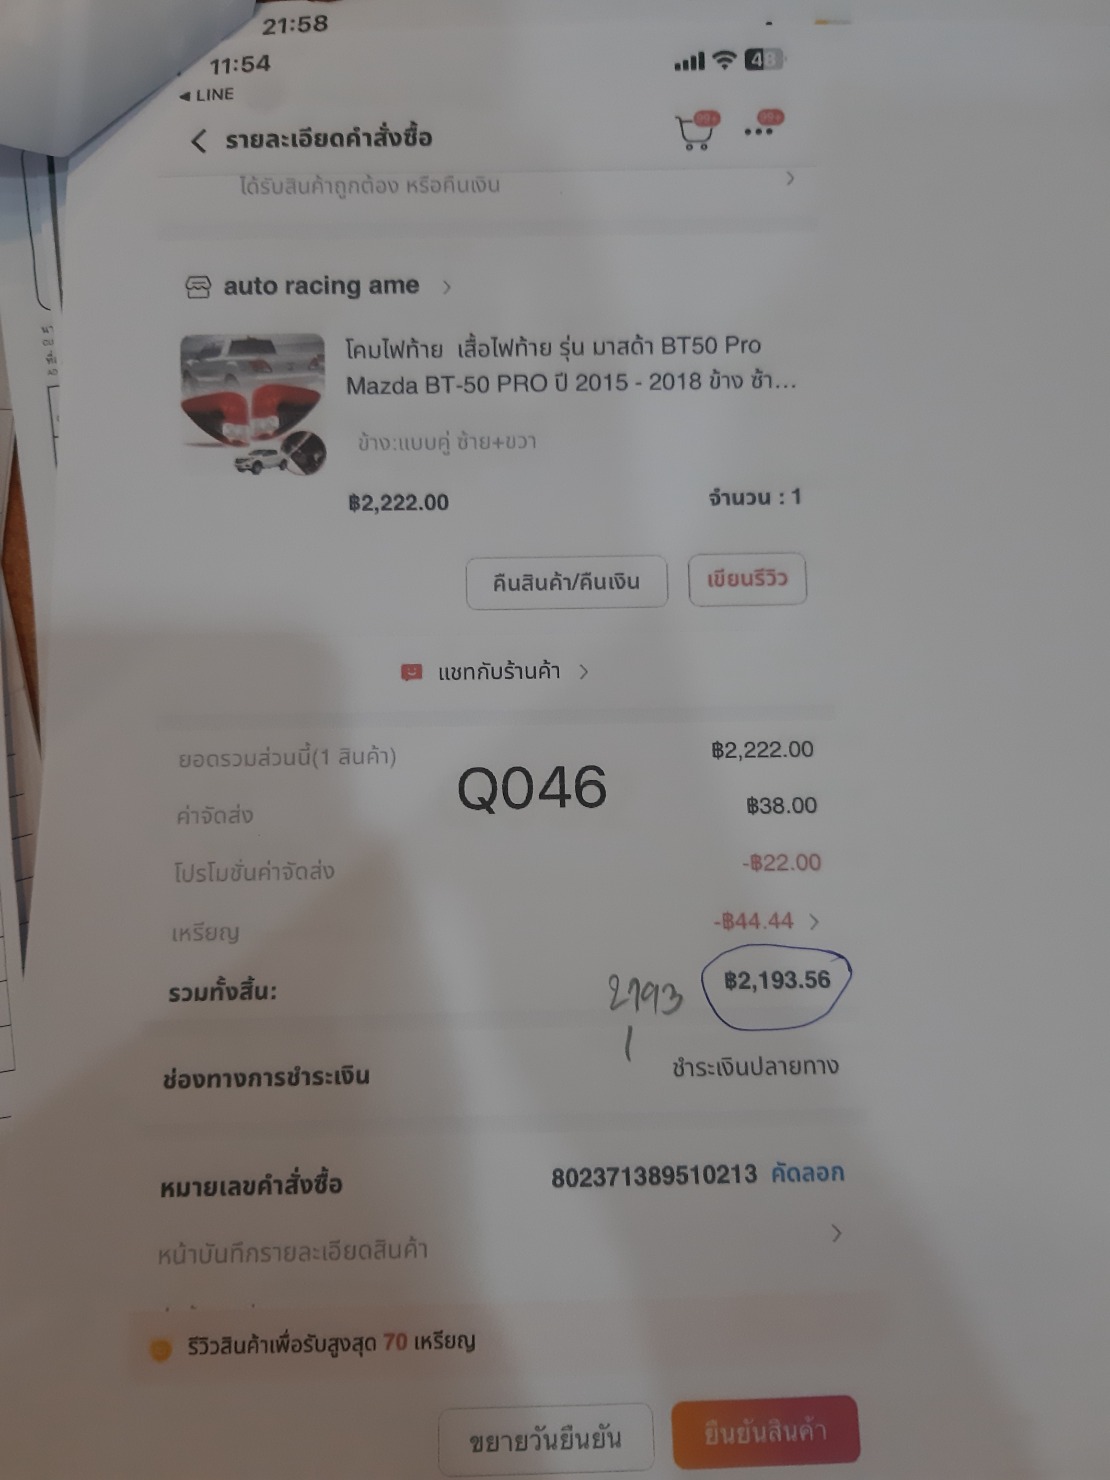 21:58
11:54
48
◄ LINE
รายละเอียดคำสั่งซื้อ
99+
99+
ได้รับสินค้าถูกต้อง หรือคืนเงิน
auto racing ame
โคมไฟท้าย เสื้อไฟท้าย รุ่น มาสด้า BT50 Pro
Mazda BT-50 PRO ปี 2015 - 2018 ข้าง ซ้า...
ข้าง:แบบคู่ ซ้าย+ขวา
฿2,222.00 จำนวน : 1
คืนสินค้า/คืนเงิน เขียนรีวิว
แชทกับร้านค้า
ยอดรวมส่วนนี้(1 สินค้า) ฿2,222.00
Q046
ค่าจัดส่ง ฿38.00
โปรโมชั่นค่าจัดส่ง -฿22.00
เหรียญ -฿44.44
รวมทั้งสิ้น: 2193 ฿2,193.56
ช่องทางการชำระเงิน ชำระเงินปลายทาง
หมายเลขคำสั่งซื้อ 802371389510213 คัดลอก
หน้าบันทึกรายละเอียดสินค้า
รีวิวสินค้าเพื่อรับสูงสุด 70 เหรียญ
ขยายวันยืนยัน ยืนยันสินค้า